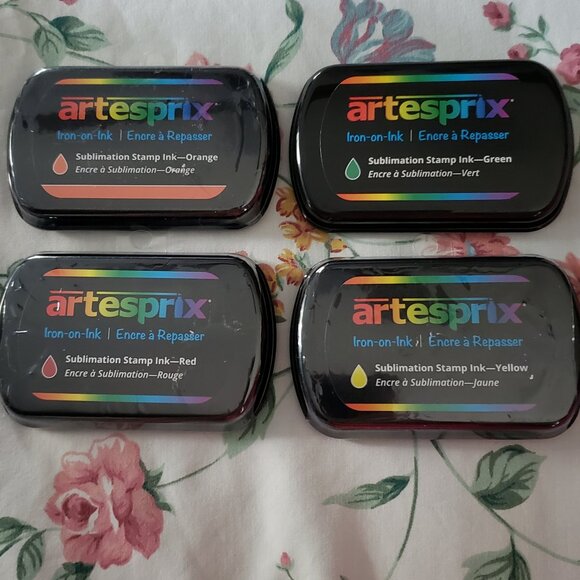 artesprix
Iron-on-Ink | Encre à Repasser
Sublimation Stamp Ink—Orange
Encre à Sublimation—Orange
artesprix
Iron-on-Ink | Encre à Repasser
Sublimation Stamp Ink—Green
Encre à Sublimation—Vert
artesprix
Iron-on-Ink | Encre à Repasser
Sublimation Stamp Ink—Red
Encre à Sublimation—Rouge
artesprix
Iron-on-Ink | Encre à Repasser
Sublimation Stamp Ink—Yellow
Encre à Sublimation—Jaune